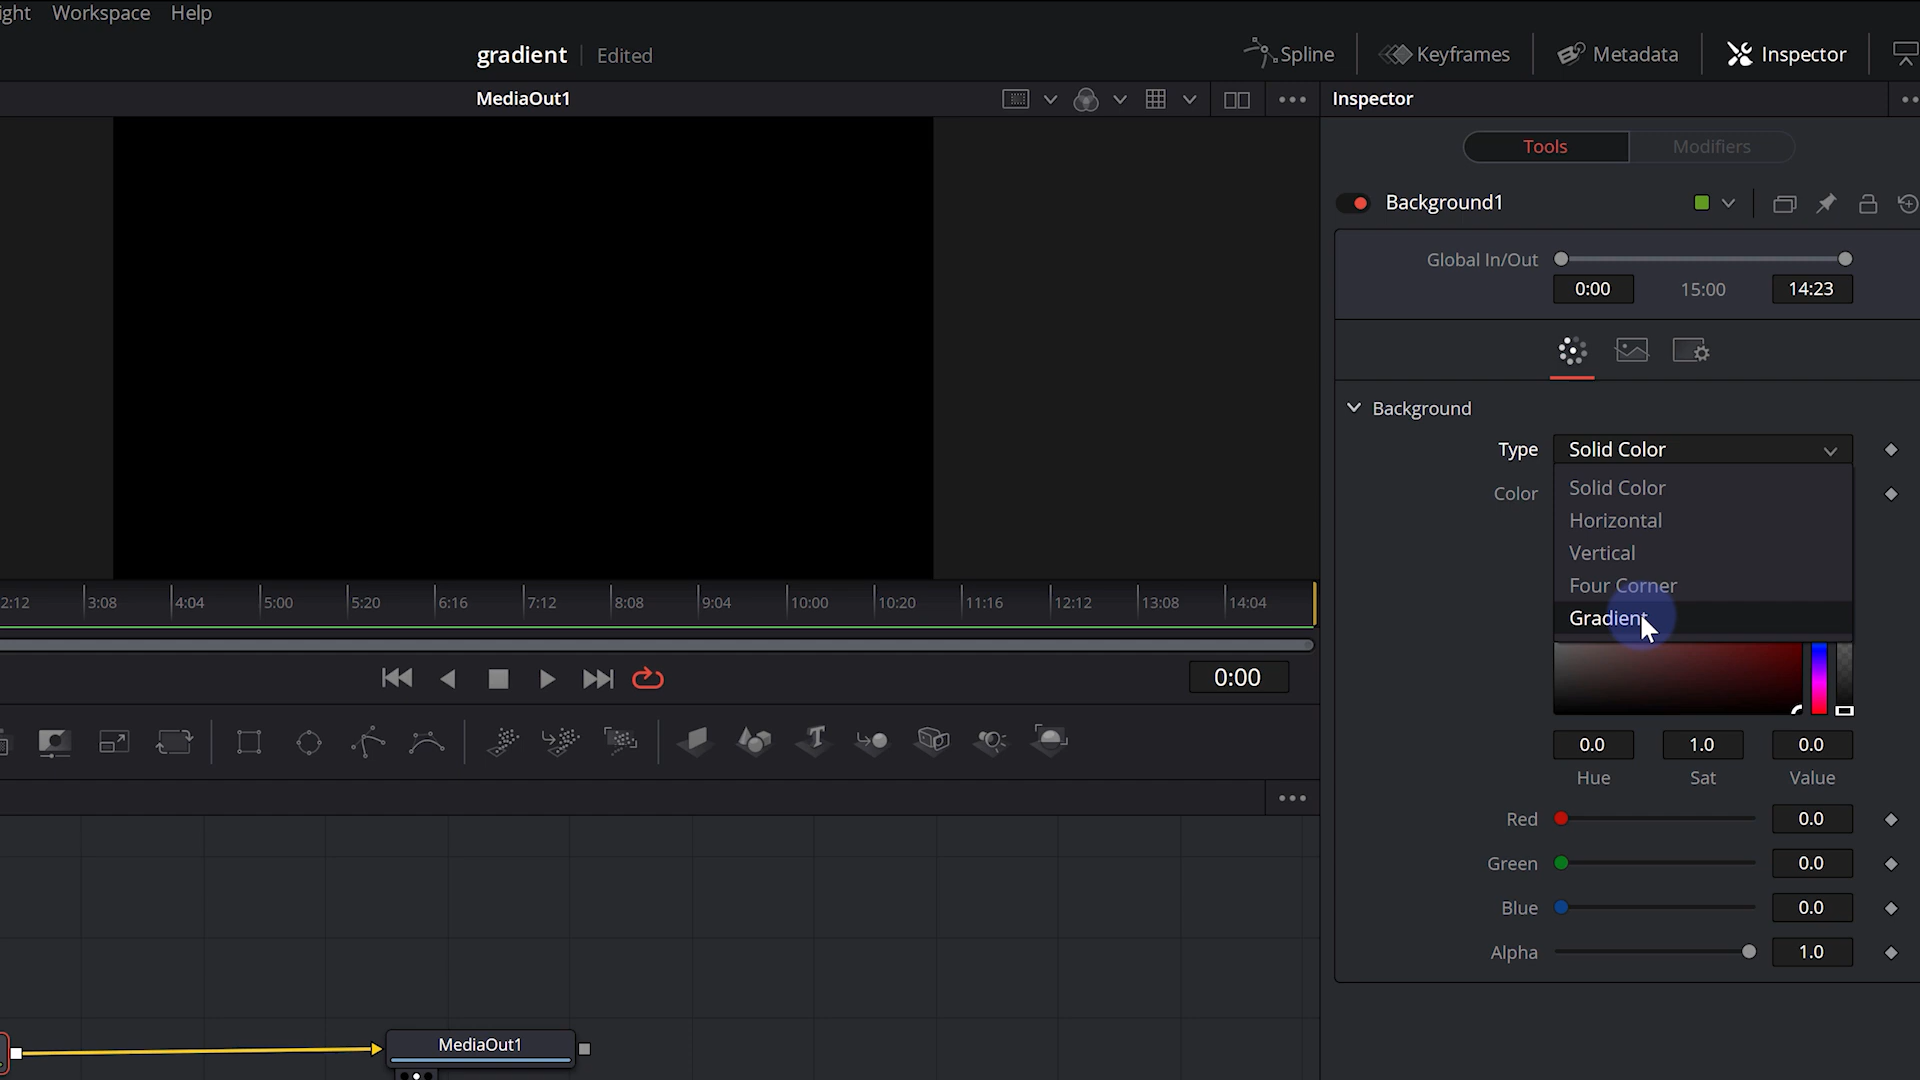 ight Workspace Help
gradient Edited
Spline Keyframes Metadata Inspector
MediaOut1
Inspector
Tools Modifiers
Background1
Global In/Out
0:00 15:00 14:23
Background
Type Solid Color
Color
Solid Color
Horizontal
Vertical
Four Corner
Gradient
2:12 3:08 4:04 5:00 5:20 6:16 7:12 8:08 9:04 10:00 10:20 11:16 12:12 13:08 14:04
0:00
T
0.0 1.0 0.0
Hue Sat Value
Red 0.0
Green 0.0
Blue 0.0
Alpha 1.0
MediaOut1